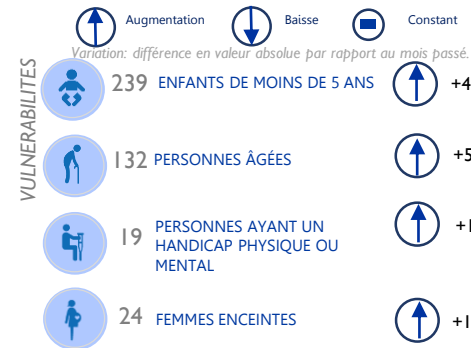 Augmentation Baisse Constant
Variation: différence en valeur absolue par rapport au mois passé.
VULNERABILITES
239 ENFANTS DE MOINS DE 5 ANS +4
132 PERSONNES ÂGÉES +5
19 PERSONNES AYANT UN
HANDICAP PHYSIQUE OU
MENTAL
+1
24 FEMMES ENCEINTES +1